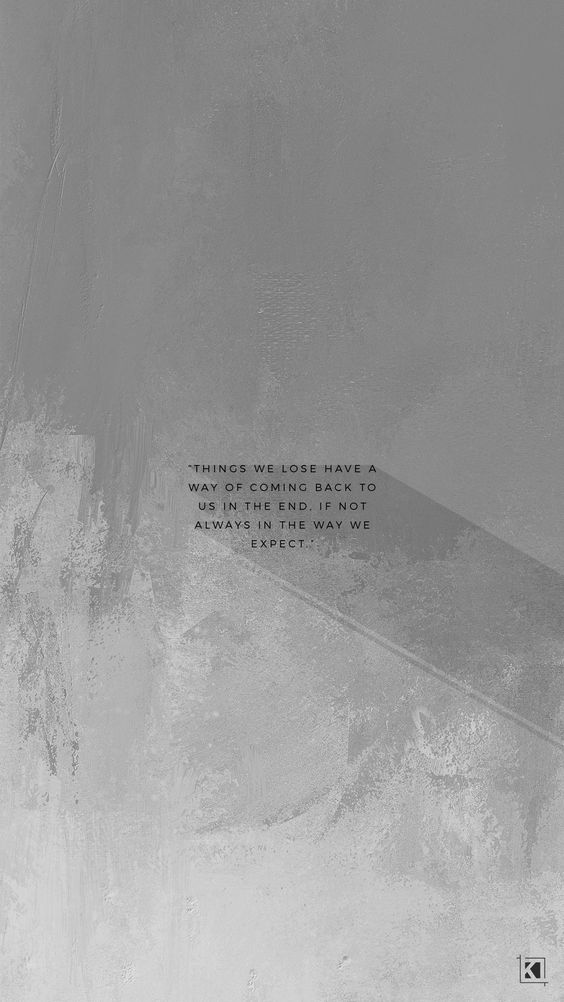 "THINGS WE LOSE HAVE A
WAY OF COMING BACK TO
US IN THE END, IF NOT
ALWAYS IN THE WAY WE
EXPECT."
K